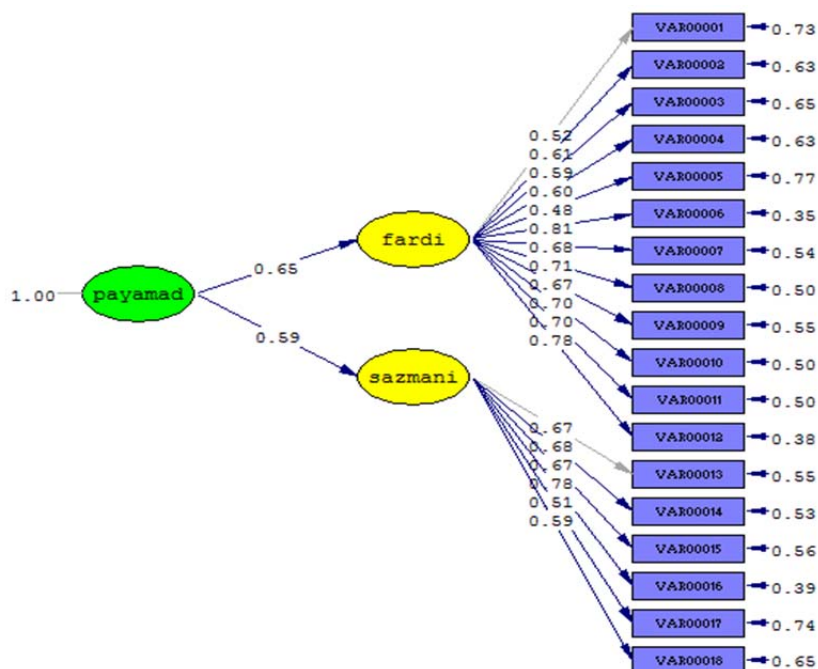 VAR00001 0.73
VAR00002 0.63
VAR00003 0.65
VAR00004 0.63
VAR00005 0.77
VAR00006 0.35
VAR00007 0.54
VAR00008 0.50
VAR00009 0.55
VAR00010 0.50
VAR00011 0.50
VAR00012 0.38
VAR00013 0.55
VAR00014 0.53
VAR00015 0.56
VAR00016 0.39
VAR00017 0.74
VAR00018 0.65
0.52
0.61
0.59
0.60
0.48
0.81
0.68
0.71
0.67
0.70
0.70
0.78
fardi
0.65
1.00 payamad
0.59
sazmani
0.67
0.68
0.67
0.78
0.51
0.59